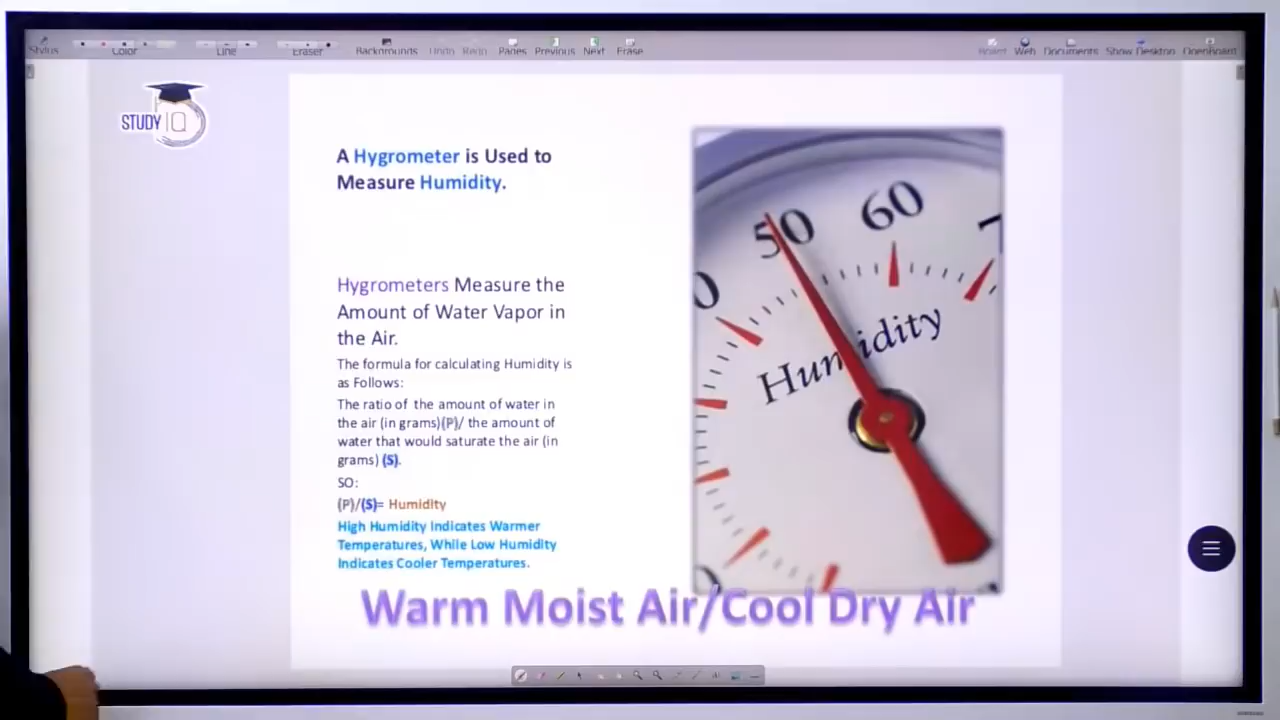 Stylus
Color
Line
Eraser
Backgrounds
Undo
Redo
Pages
Previous
Next
Erase
Board
Web
Documents
Show Desktop
OpenBoard
STUDY IQ
A Hygrometer is Used to
Measure Humidity.
Hygrometers Measure the
Amount of Water Vapor in
the Air.
The formula for calculating Humidity is
as Follows:
The ratio of the amount of water in
the air (in grams)(P)/ the amount of
water that would saturate the air (in
grams) (S).
SO:
(P)/(S)= Humidity
High Humidity Indicates Warmer
Temperatures, While Low Humidity
Indicates Cooler Temperatures.
50
60
Humidity
Warm Moist Air/Cool Dry Air